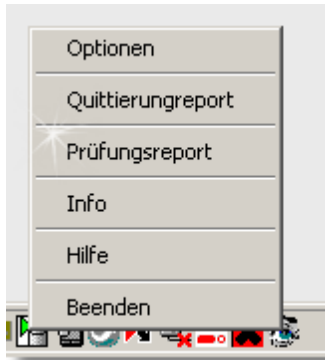 Optionen
Quittierungreport
Prüfungsreport
Info
Hilfe
Beenden